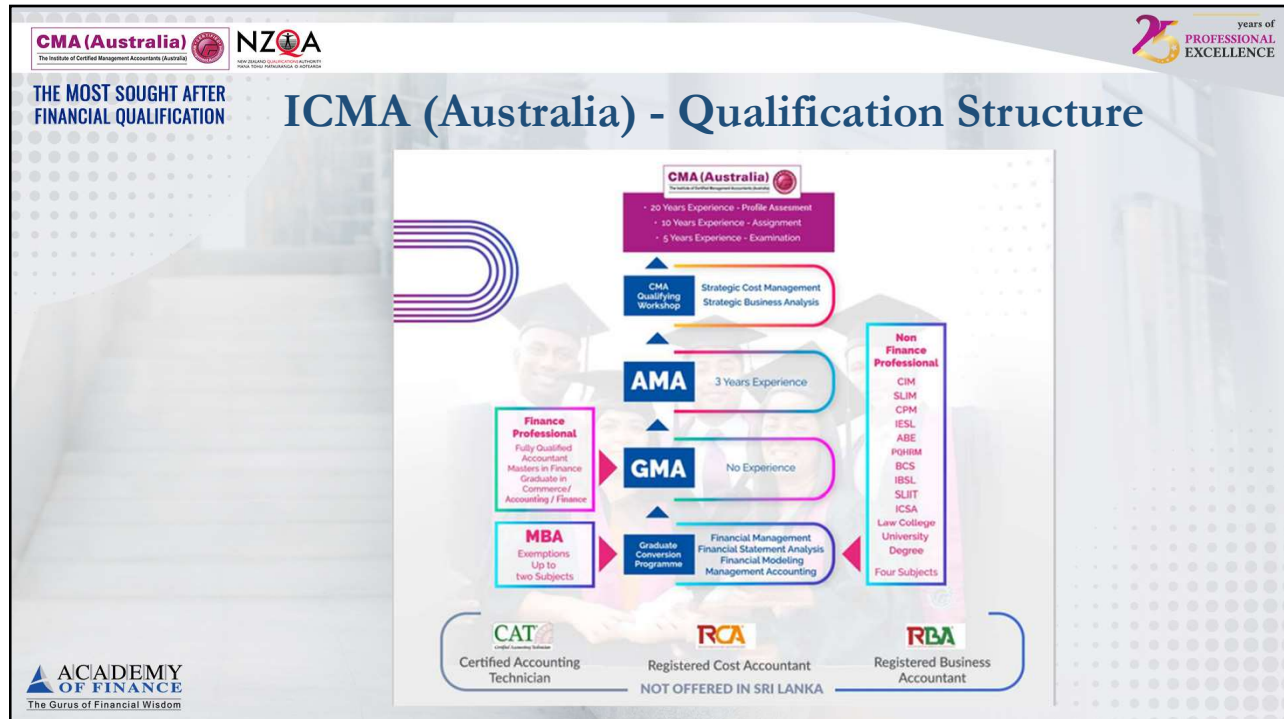 CMA (Australia)
The Institute of Certified Management Accountants (Australia)
NZQA
NEW ZEALAND QUALIFICATIONS AUTHORITY
MANA TOHU MATAURANGA O AOTEAROA
25 years of
PROFESSIONAL
EXCELLENCE
THE MOST SOUGHT AFTER
FINANCIAL QUALIFICATION
ICMA (Australia) - Qualification Structure
CMA (Australia)
The Institute of Certified Management Accountants (Australia)
• 20 Years Experience - Profile Assesment
• 10 Years Experience - Assignment
• 5 Years Experience - Examination
CMA
Qualifying
Workshop
Strategic Cost Management
Strategic Business Analysis
AMA
3 Years Experience
Finance
Professional
Fully Qualified
Accountant
Masters in Finance
Graduate in
Commerce/
Accounting / Finance
GMA
No Experience
MBA
Exemptions
Up to
two Subjects
Graduate
Conversion
Programme
Financial Management
Financial Statement Analysis
Financial Modeling
Management Accounting
Non
Finance
Professional
CIM
SLIM
CPM
IESL
ABE
PQHRM
BCS
IBSL
SLIIT
ICSA
Law College
University
Degree
Four Subjects
CAT
Certified Accounting Technician
Certified Accounting
Technician
RCA
Registered Cost Accountant
RBA
Registered Business
Accountant
NOT OFFERED IN SRI LANKA
ACADEMY
OF FINANCE
The Gurus of Financial Wisdom